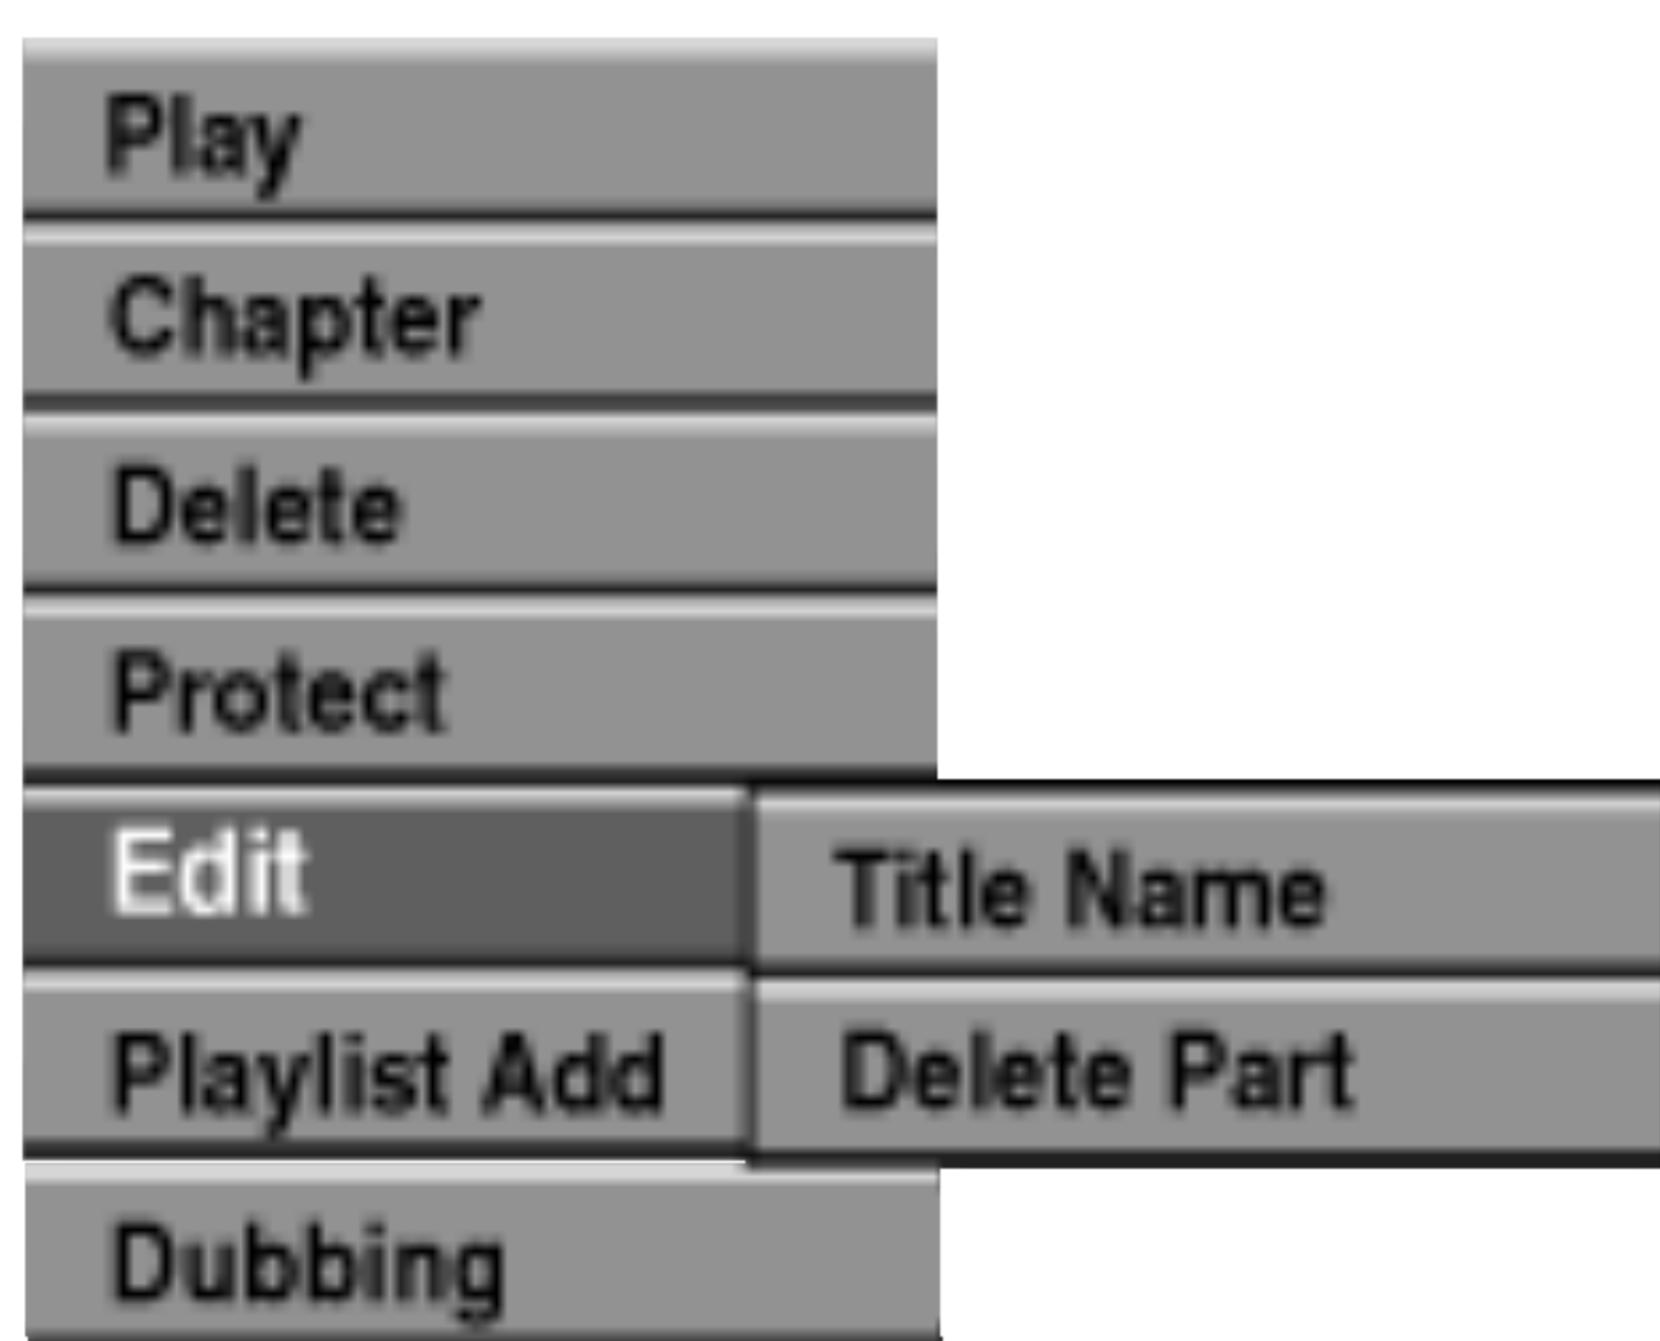 Play
Chapter
Delete
Protect
Edit
Title Name
Playlist Add
Delete Part
Dubbing